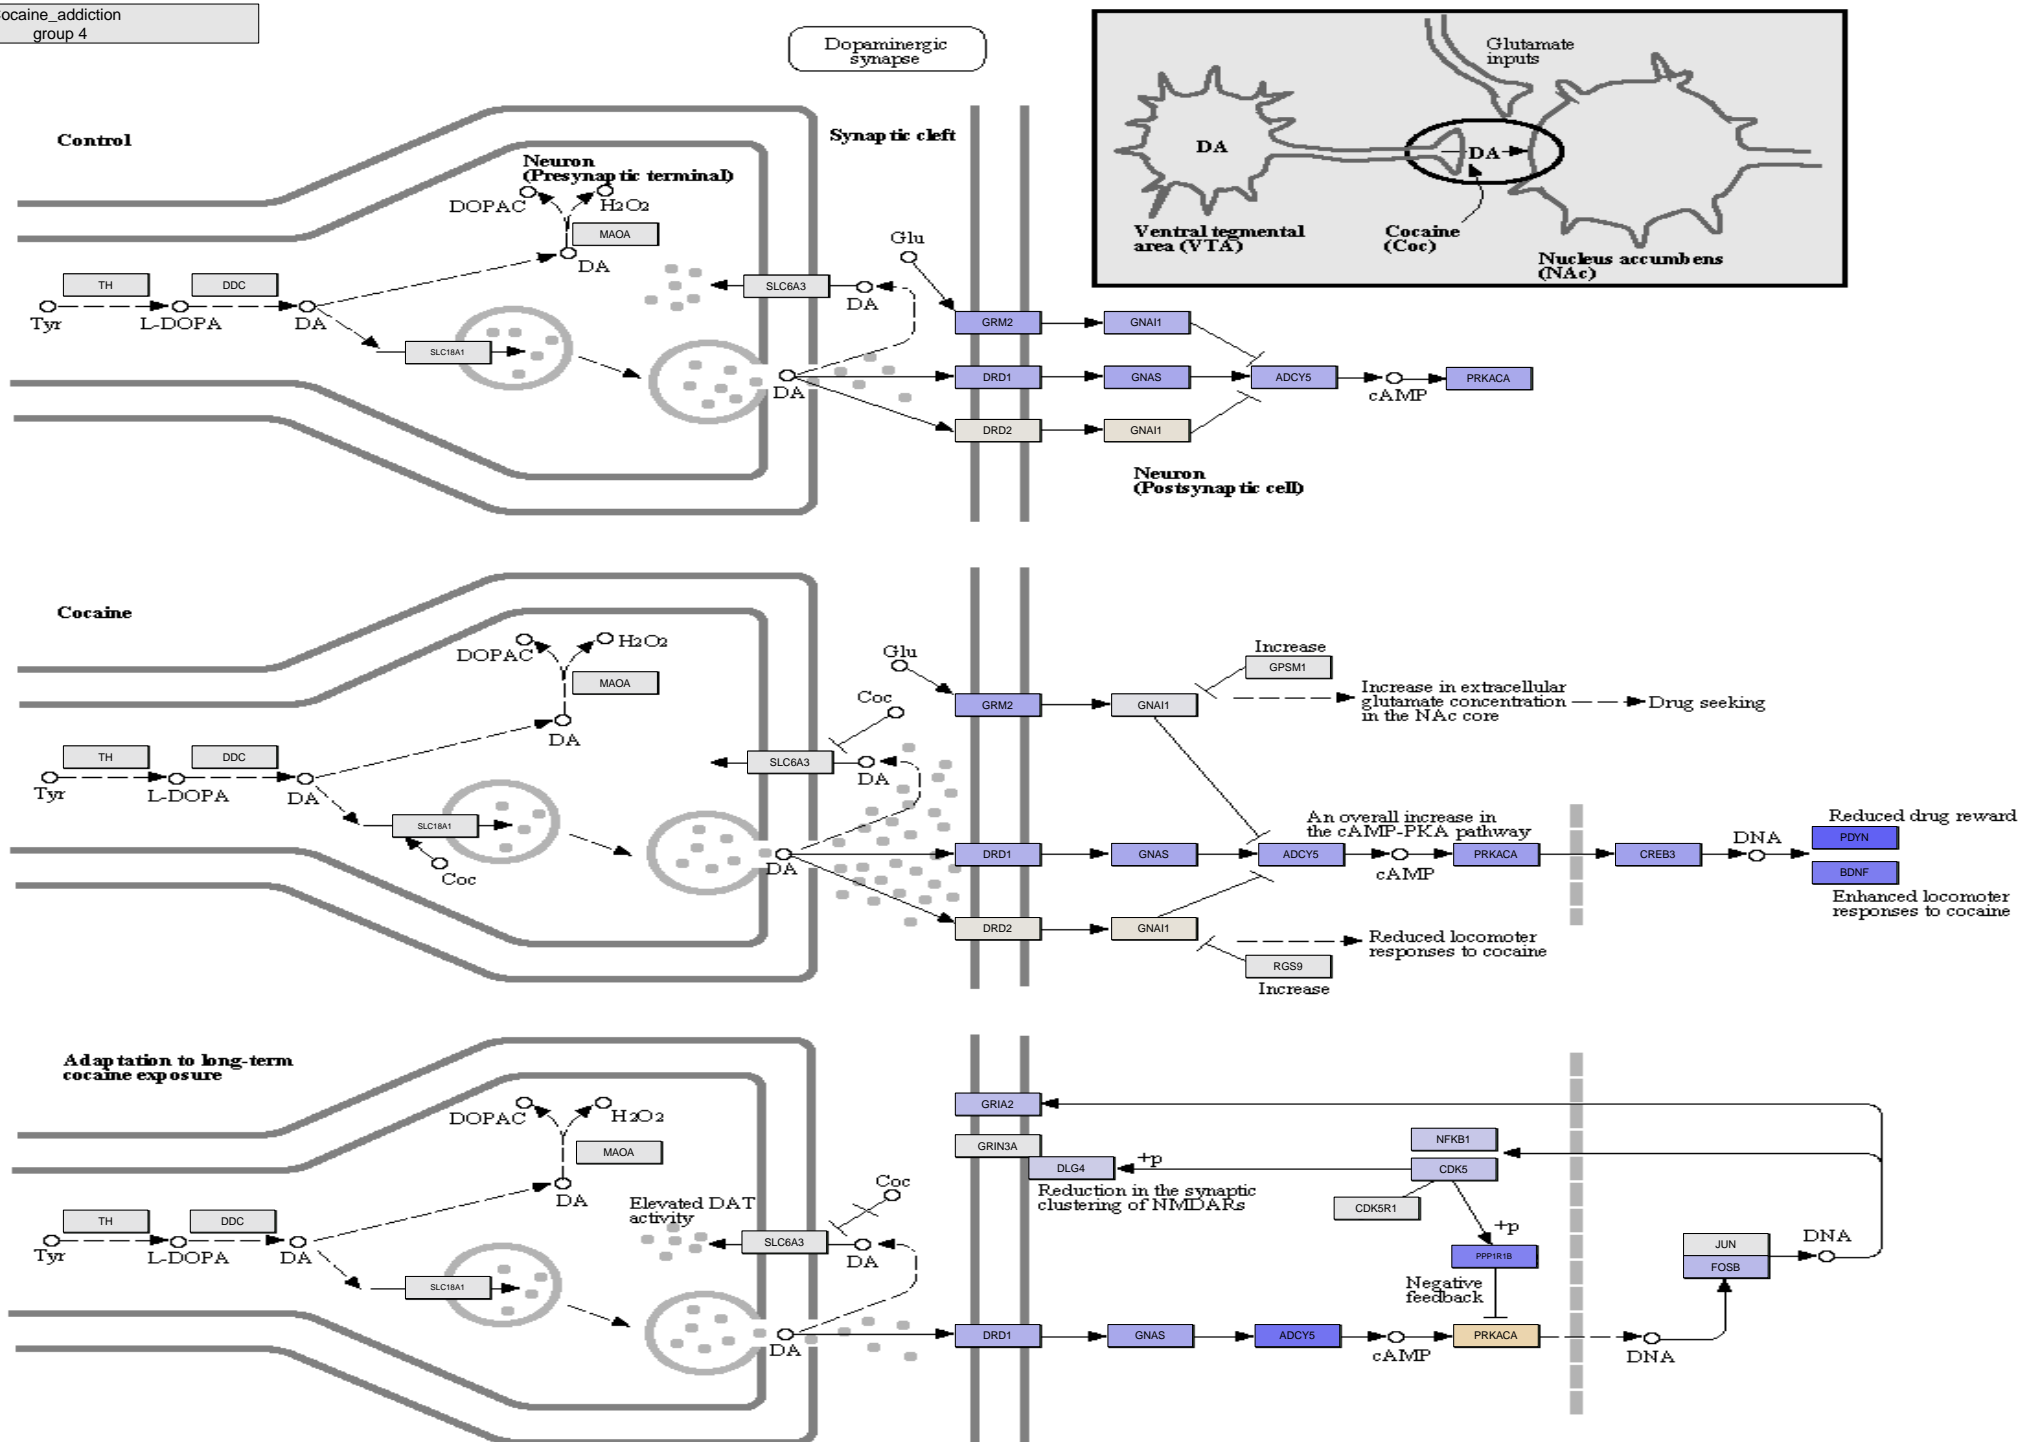 ocaine_addiction
group 4
Dopaminergic
synapse
Glutamate
inputs
DA
DA
Ventral tegmental
area (VTA)
Cocaine
(Coc)
Nucleus accumbens
(NAc)
Control
Synaptic cleft
Neuron
(Presynaptic terminal)
DOPAC
H2O2
MAOA
DA
TH
DDC
Tyr
L-DOPA
DA
SLC18A1
SLC6A3
DA
DA
Glu
GRM2
GNAI1
DRD1
GNAS
ADCY5
cAMP
PRKACA
DRD2
GNAI1
Neuron
(Postsynaptic cell)
Cocaine
DOPAC
H2O2
MAOA
DA
TH
DDC
Tyr
L-DOPA
DA
SLC18A1
Coc
Coc
SLC6A3
DA
DA
Glu
GRM2
GNAI1
Increase
GPSM1
Increase in extracellular
glutamate concentration
in the NAc core
Drug seeking
An overall increase in
the cAMP-PKA pathway
DRD1
GNAS
ADCY5
cAMP
PRKACA
CREB3
DNA
Reduced drug reward
PDYN
BDNF
Enhanced locomoter
responses to cocaine
DRD2
GNAI1
Reduced locomoter
responses to cocaine
RGS9
Increase
Adaptation to long-term
cocaine exposure
DOPAC
H2O2
MAOA
DA
TH
DDC
Tyr
L-DOPA
DA
SLC18A1
Elevated DAT
activity
Coc
SLC6A3
DA
DA
GRIA2
GRIN3A
DLG4
+p
Reduction in the synaptic
clustering of NMDARs
NFKB1
CDK5
CDK5R1
+p
PPP1R1B
Negative
feedback
DRD1
GNAS
ADCY5
cAMP
PRKACA
DNA
JUN
FOSB
DNA